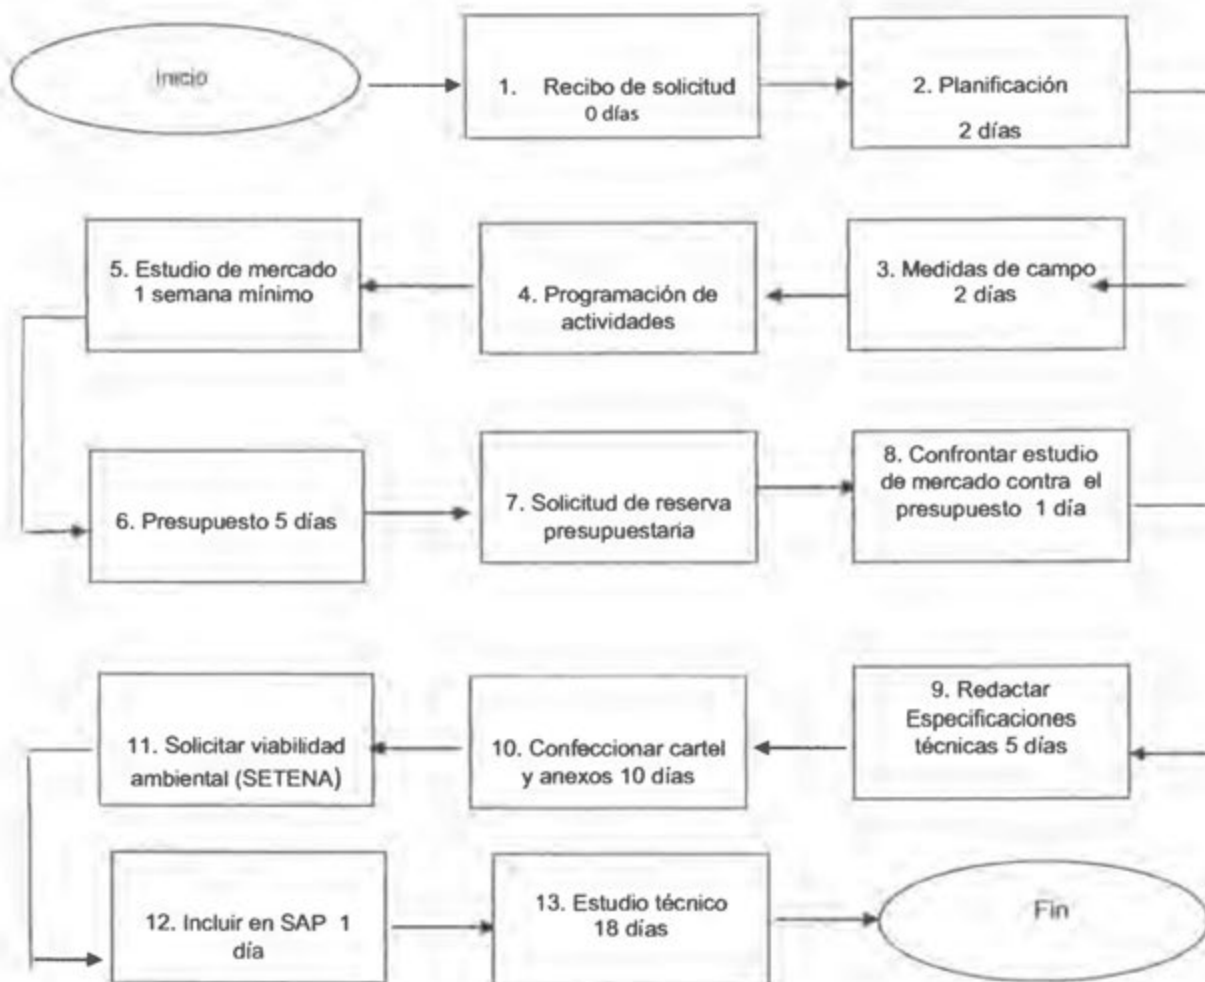 Inicio
1. Recibo de solicitud
0 días
2. Planificación
2 días
3. Medidas de campo
2 días
4. Programación de
actividades
5. Estudio de mercado
1 semana mínimo
6. Presupuesto 5 días
7. Solicitud de reserva
presupuestaria
8. Confrontar estudio
de mercado contra el
presupuesto 1 día
9. Redactar
Especificaciones
técnicas 5 días
10. Confeccionar cartel
y anexos 10 días
11. Solicitar viabilidad
ambiental (SETENA)
12. Incluir en SAP 1
día
13. Estudio técnico
18 días
Fin